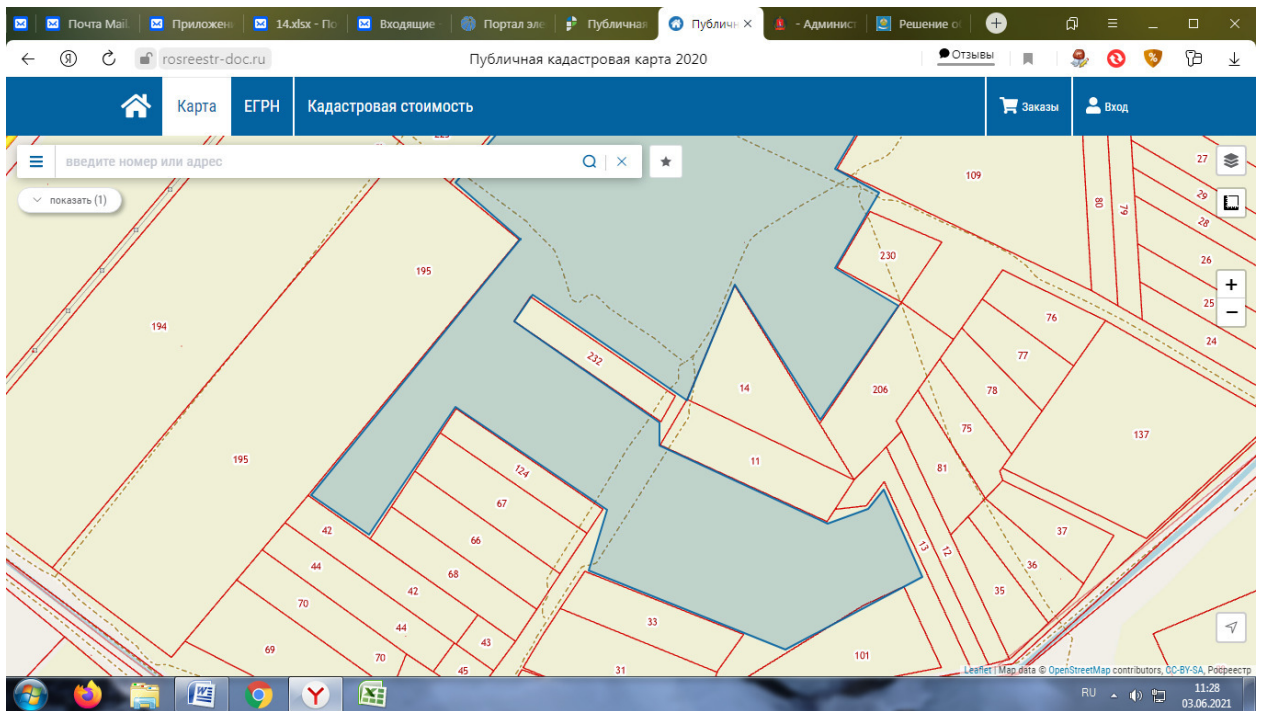 Почта Mail.
Приложен
14.xlsx - По
Входящие -
Портал эле
Публичная
Публичн ×
- Админист
Решение о
rosreestr-doc.ru
Публичная кадастровая карта 2020
Отзывы
Карта
ЕГРН
Кадастровая стоимость
Заказы
Вход
введите номер или адрес
показать (1)
109
27
29
28
80
79
26
25
24
230
195
194
76
77
78
232
14
206
75
137
11
81
195
124
67
42
66
13
12
37
44
68
36
70
42
35
44
33
69
43
70
45
31
101
Leaflet | Map data © OpenStreetMap contributors, CC-BY-SA, Росреестр
RU
11:28
03.06.2021